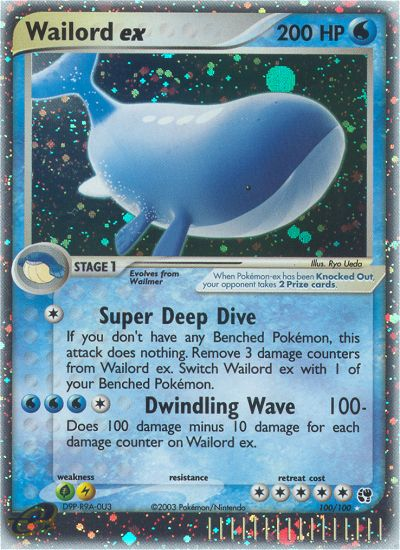 Wailord ex 200 HP
Illus. Ryo Ueda
STAGE 1
Evolves from
Wailmer
When Pokémon-ex has been Knocked Out,
your opponent takes 2 Prize cards.
Super Deep Dive
If you don't have any Benched Pokémon, this
attack does nothing. Remove 3 damage counters
from Wailord ex. Switch Wailord ex with 1 of
your Benched Pokémon.
Dwindling Wave 100-
Does 100 damage minus 10 damage for each
damage counter on Wailord ex.
weakness resistance retreat cost
D9P-R9A-0U3 ©2003 Pokémon/Nintendo 100/100